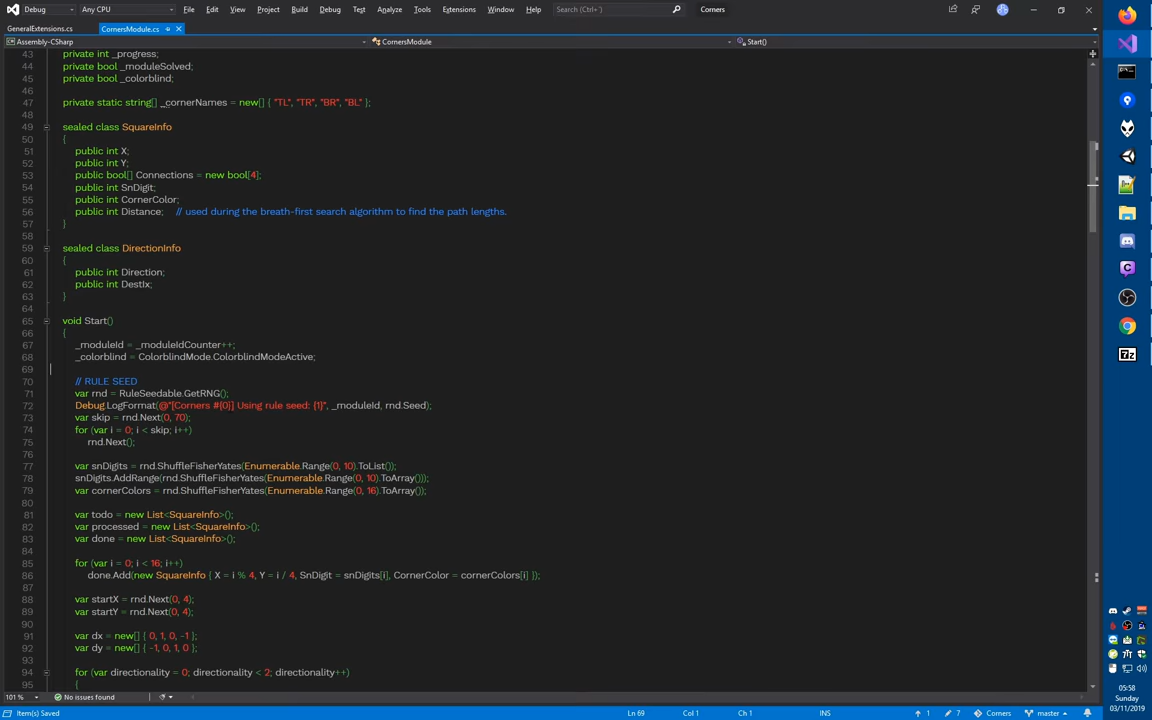 Debug Any CPU File Edit View Project Build Debug Test Analyze Tools Extensions Window Help Search (Ctrl+') Corners
GeneralExtensions.cs CornersModule.cs
Assembly-CSharp CornersModule Start()
43 private int _progress;
44 private bool _moduleSolved;
45 private bool _colorblind;
46
47 private static string[] _cornerNames = new[] { "TL", "TR", "BR", "BL" };
48
49 sealed class SquareInfo
50 {
51 public int X;
52 public int Y;
53 public bool[] Connections = new bool[4];
54 public int SnDigit;
55 public int CornerColor;
56 public int Distance; // used during the breath-first search algorithm to find the path lengths.
57 }
58
59 sealed class DirectionInfo
60 {
61 public int Direction;
62 public int DestIx;
63 }
64
65 void Start()
66 {
67 _moduleId = _moduleIdCounter++;
68 _colorblind = ColorblindMode.ColorblindModeActive;
69
70 // RULE SEED
71 var rnd = RuleSeedable.GetRNG();
72 Debug.LogFormat(@"[Corners #{0}] Using rule seed: {1}", _moduleId, rnd.Seed);
73 var skip = rnd.Next(0, 70);
74 for (var i = 0; i < skip; i++)
75 rnd.Next();
76
77 var snDigits = rnd.ShuffleFisherYates(Enumerable.Range(0, 10).ToList());
78 snDigits.AddRange(rnd.ShuffleFisherYates(Enumerable.Range(0, 10).ToArray()));
79 var cornerColors = rnd.ShuffleFisherYates(Enumerable.Range(0, 16).ToArray());
80
81 var todo = new List<SquareInfo>();
82 var processed = new List<SquareInfo>();
83 var done = new List<SquareInfo>();
84
85 for (var i = 0; i < 16; i++)
86 done.Add(new SquareInfo { X = i % 4, Y = i / 4, SnDigit = snDigits[i], CornerColor = cornerColors[i] });
87
88 var startX = rnd.Next(0, 4);
89 var startY = rnd.Next(0, 4);
90
91 var dx = new[] { 0, 1, 0, -1 };
92 var dy = new[] { -1, 0, 1, 0 };
93
94 for (var directionality = 0; directionality < 2; directionality++)
95 {
101 % No issues found
Item(s) Saved Ln 69 Col 1 Ch 1 INS 1 7 Corners master
05:58
Sunday
03/11/2019